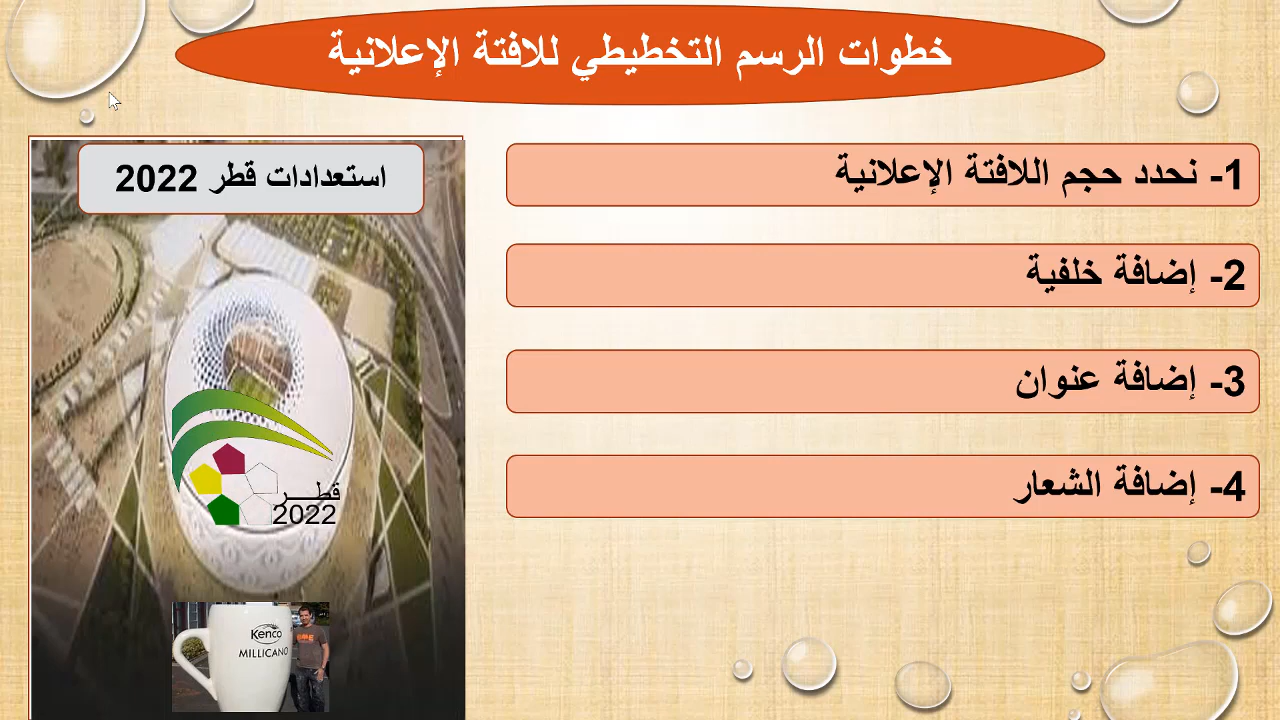 خطوات الرسم التخطيطي للافتة الإعلانية
1- نحدد حجم اللافتة الإعلانية
2- إضافة خلفية
3- إضافة عنوان
4- إضافة الشعار
استعدادات قطر 2022
قطـــر
2022
Kenco
MILLICANO